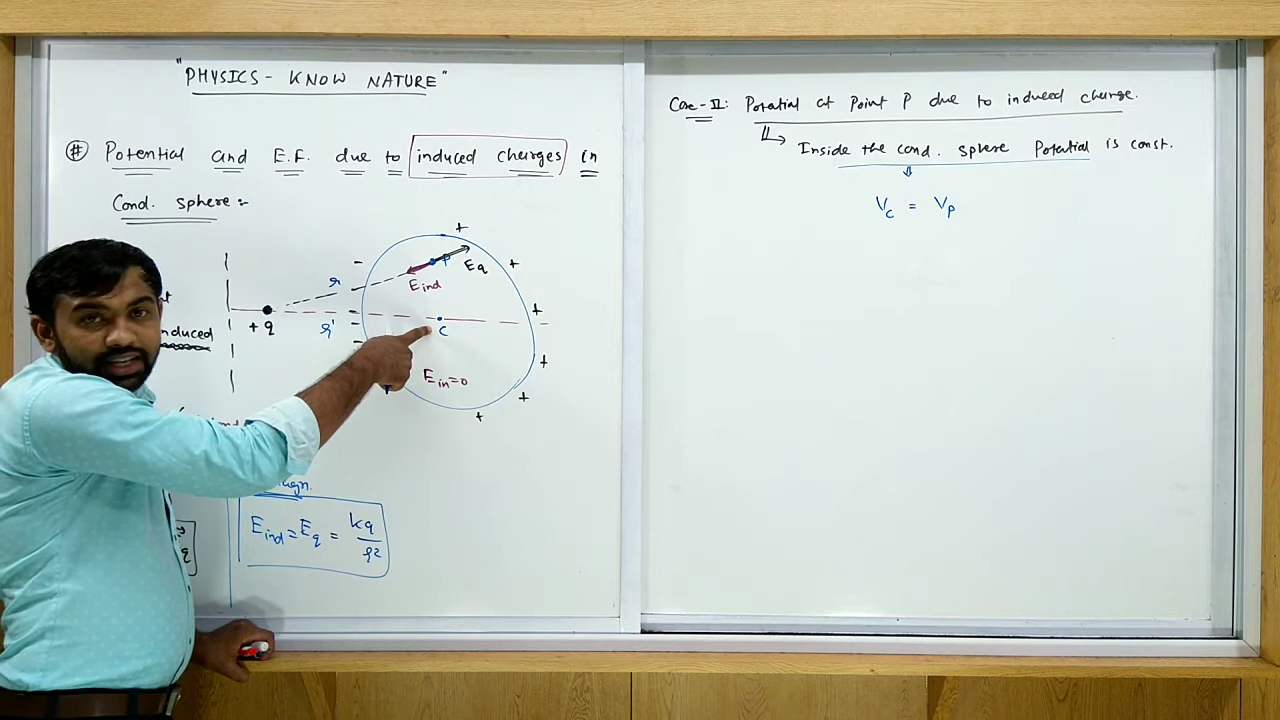 "PHYSICS - KNOW NATURE"
# Potential and E.F. due to induced charges in
Cond. sphere :-
+ + + + + + +
- - - -
P
Eq
Eind
r
+q
r'
C
Ein=0
nduced
Eind = Eq = kq/r²
q
Case-II: Potential at Point P due to induced charge.
Inside the cond. sphere Potential is const.
Vc = Vp